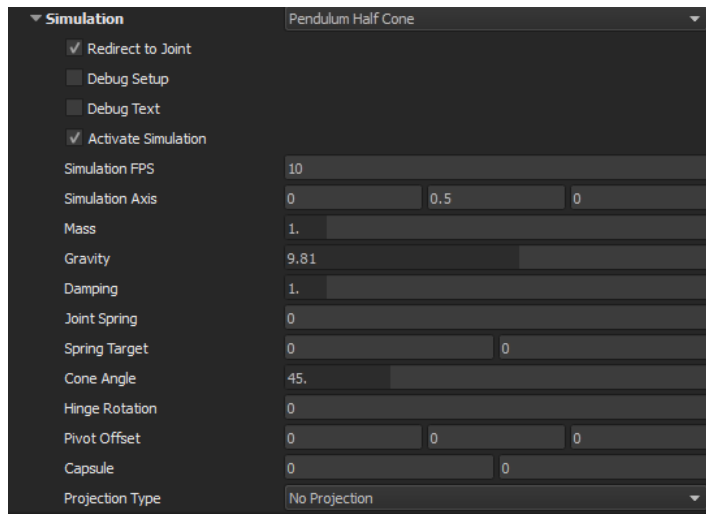 Simulation Pendulum Half Cone
Redirect to Joint
Debug Setup
Debug Text
Activate Simulation
Simulation FPS 10
Simulation Axis 0 0.5 0
Mass 1.
Gravity 9.81
Damping 1.
Joint Spring 0
Spring Target 0 0
Cone Angle 45.
Hinge Rotation 0
Pivot Offset 0 0 0
Capsule 0 0
Projection Type No Projection